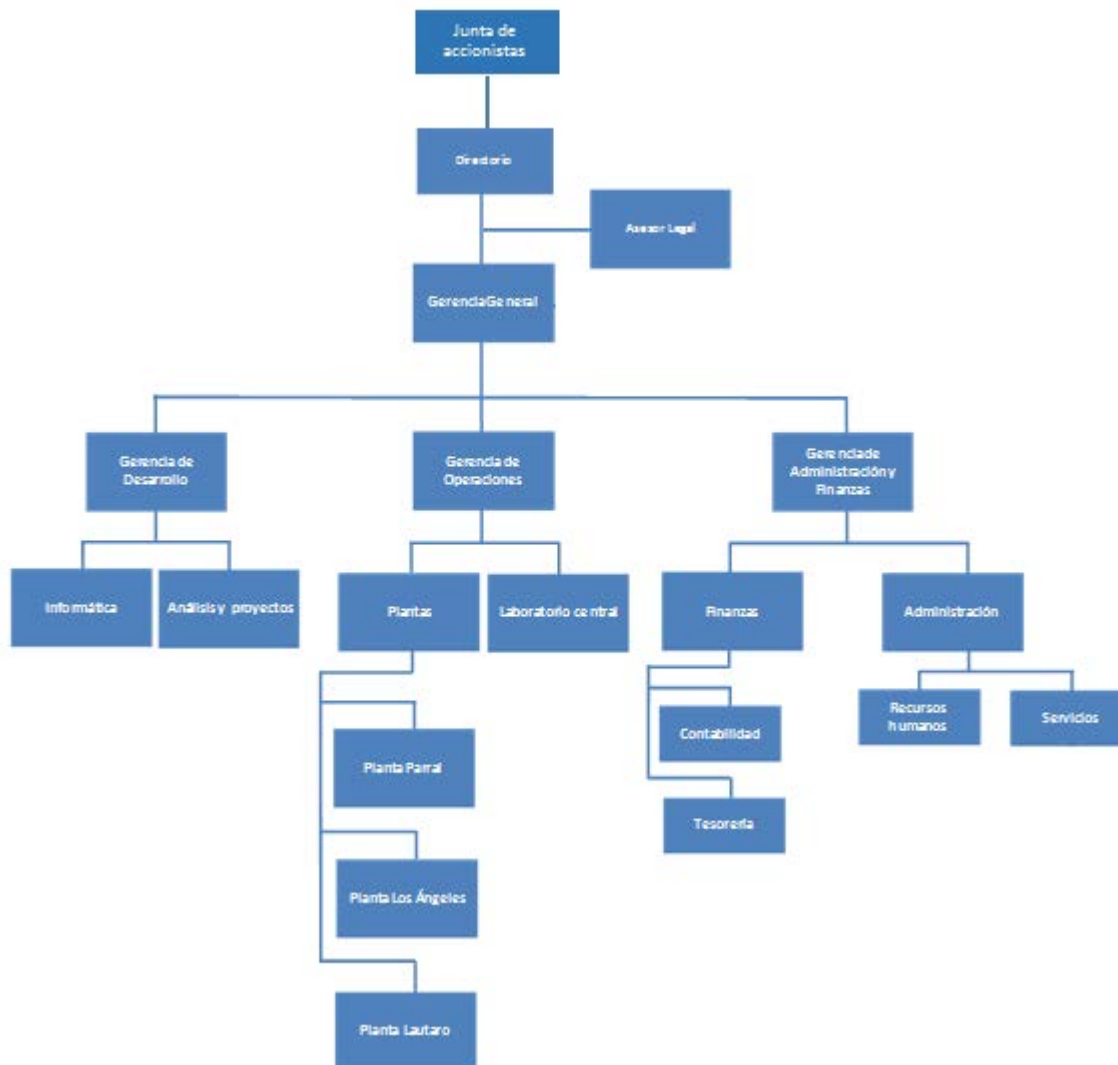 Junta de
accionistas
Directorio
Asesor Legal
GerenciaGeneral
Gerencia de
Desarrollo
Gerencia de
Operaciones
Gerenciade
Administración y
Finanzas
Informática
Análisis y proyectos
Plantas
Laboratorio central
Finanzas
Administración
Recursos
humanos
Servicios
Contabilidad
Planta Parral
Tesorería
Planta Los Ángeles
Planta Lautaro